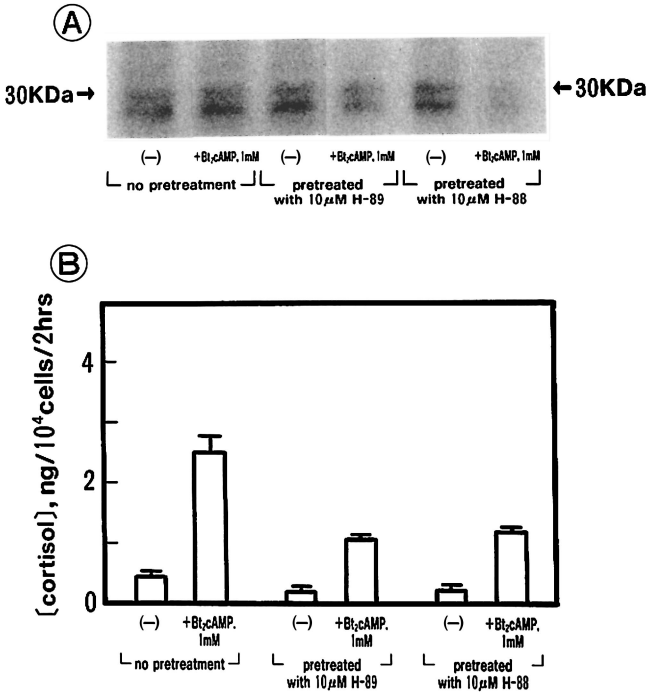 A
30KDa→ ←30KDa
(−) +Bt₂cAMP, 1mM (−) +Bt₂cAMP, 1mM (−) +Bt₂cAMP, 1mM
no pretreatment pretreated with 10μM H-89 pretreated with 10μM H-88
B
[cortisol], ng/10⁴cells/2hrs
4
2
0
(−) +Bt₂cAMP. 1mM (−) +Bt₂cAMP. 1mM (−) +Bt₂cAMP, 1mM
no pretreatment pretreated with 10μM H-89 pretreated with 10μM H-88